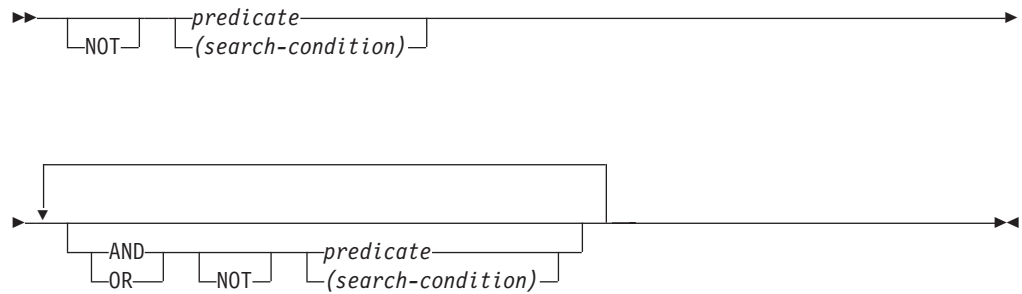 predicate
NOT (search-condition)
AND predicate
OR NOT (search-condition)